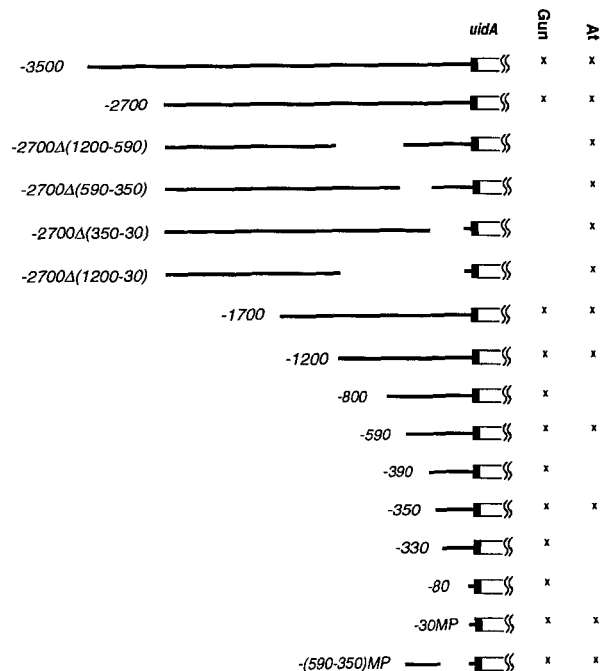 uidA Gun At
-3500 x x
-2700 x x
-2700Δ(1200-590) x
-2700Δ(590-350) x
-2700Δ(350-30) x
-2700Δ(1200-30) x
-1700 x x
-1200 x x
-800 x
-590 x x
-390 x
-350 x x
-330 x
-80 x
-30MP x x
-(590-350)MP x x